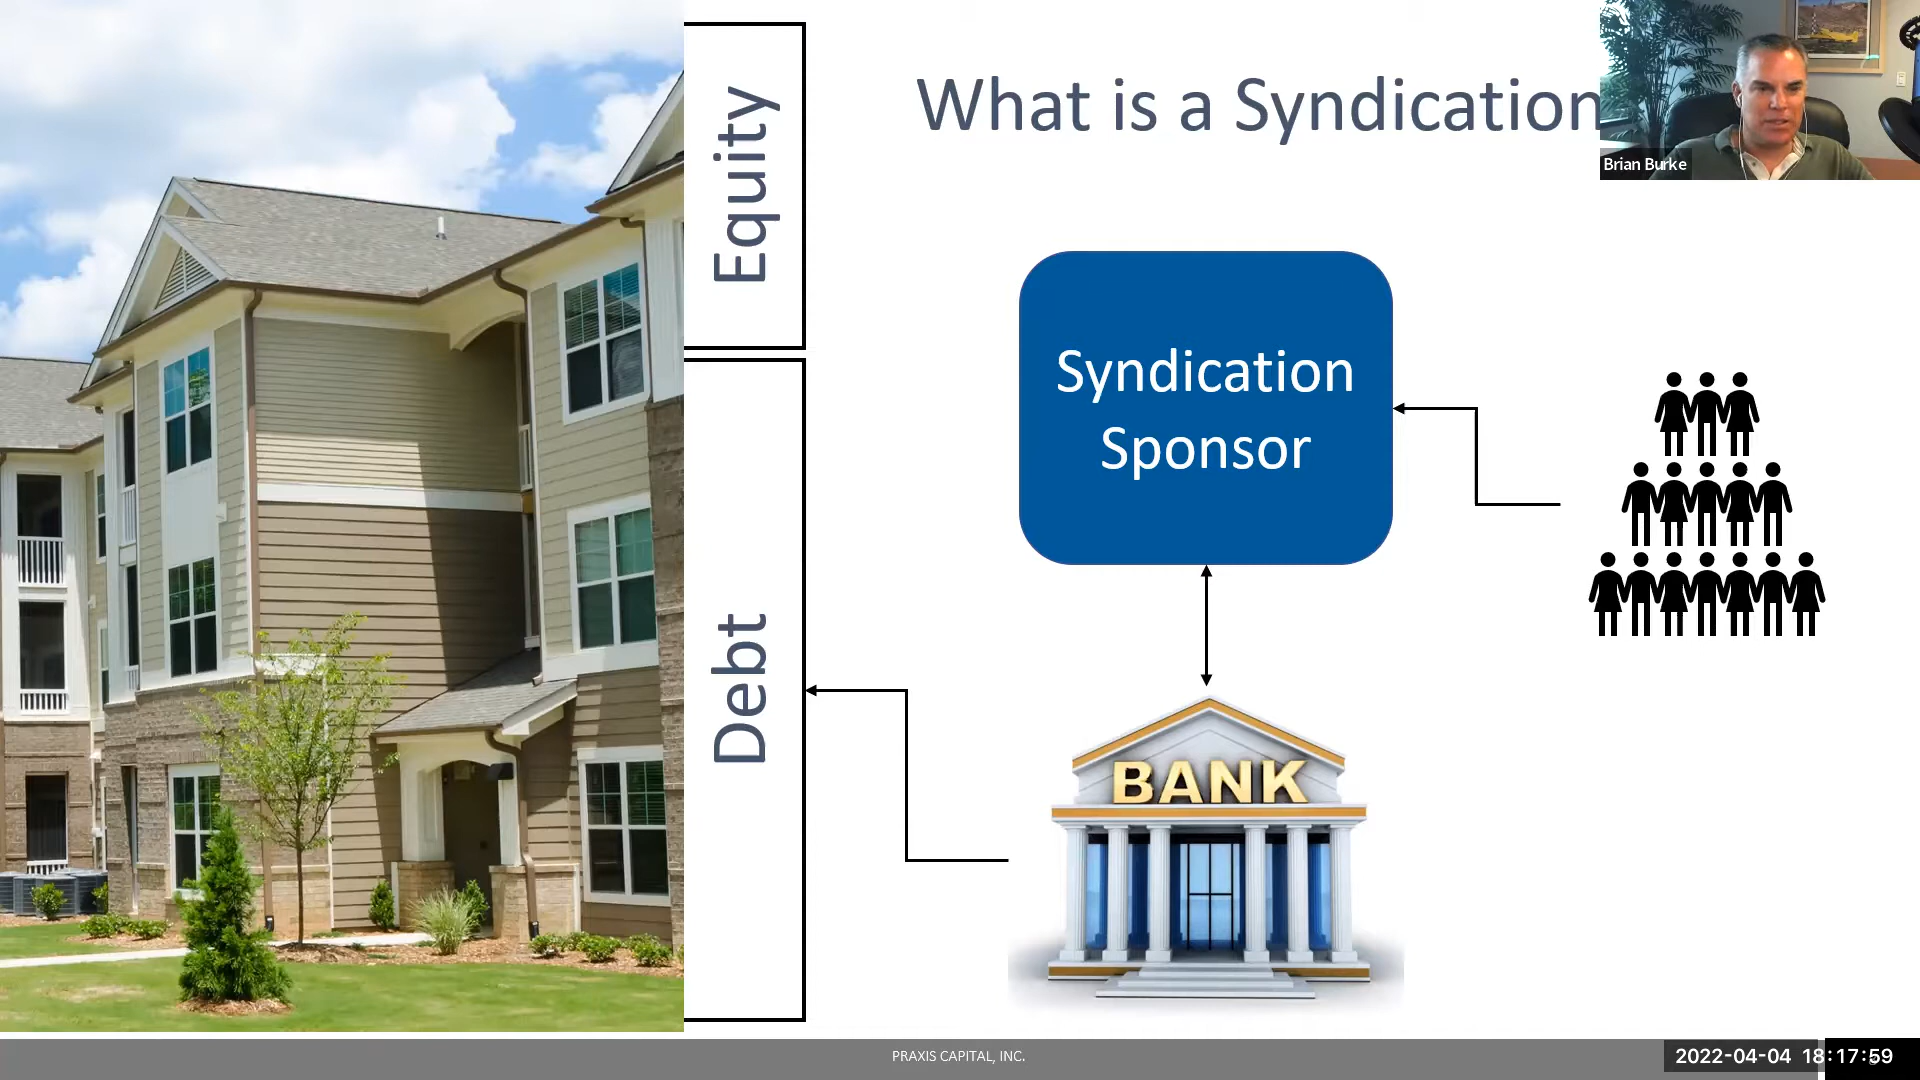 What is a Syndication
Brian Burke
Equity
Syndication
Sponsor
Debt
BANK
PRAXIS CAPITAL, INC.
2022-04-04 18:17:59